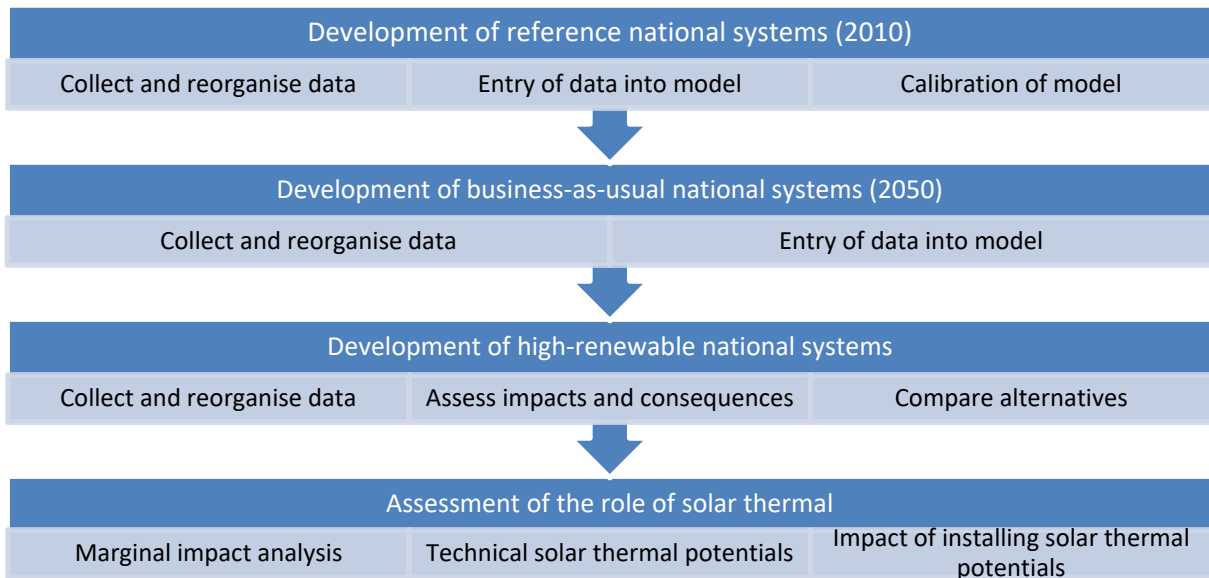 Development of reference national systems (2010)
Collect and reorganise data
Entry of data into model
Calibration of model
Development of business-as-usual national systems (2050)
Collect and reorganise data
Entry of data into model
Development of high-renewable national systems
Collect and reorganise data
Assess impacts and consequences
Compare alternatives
Assessment of the role of solar thermal
Marginal impact analysis
Technical solar thermal potentials
Impact of installing solar thermal
potentials